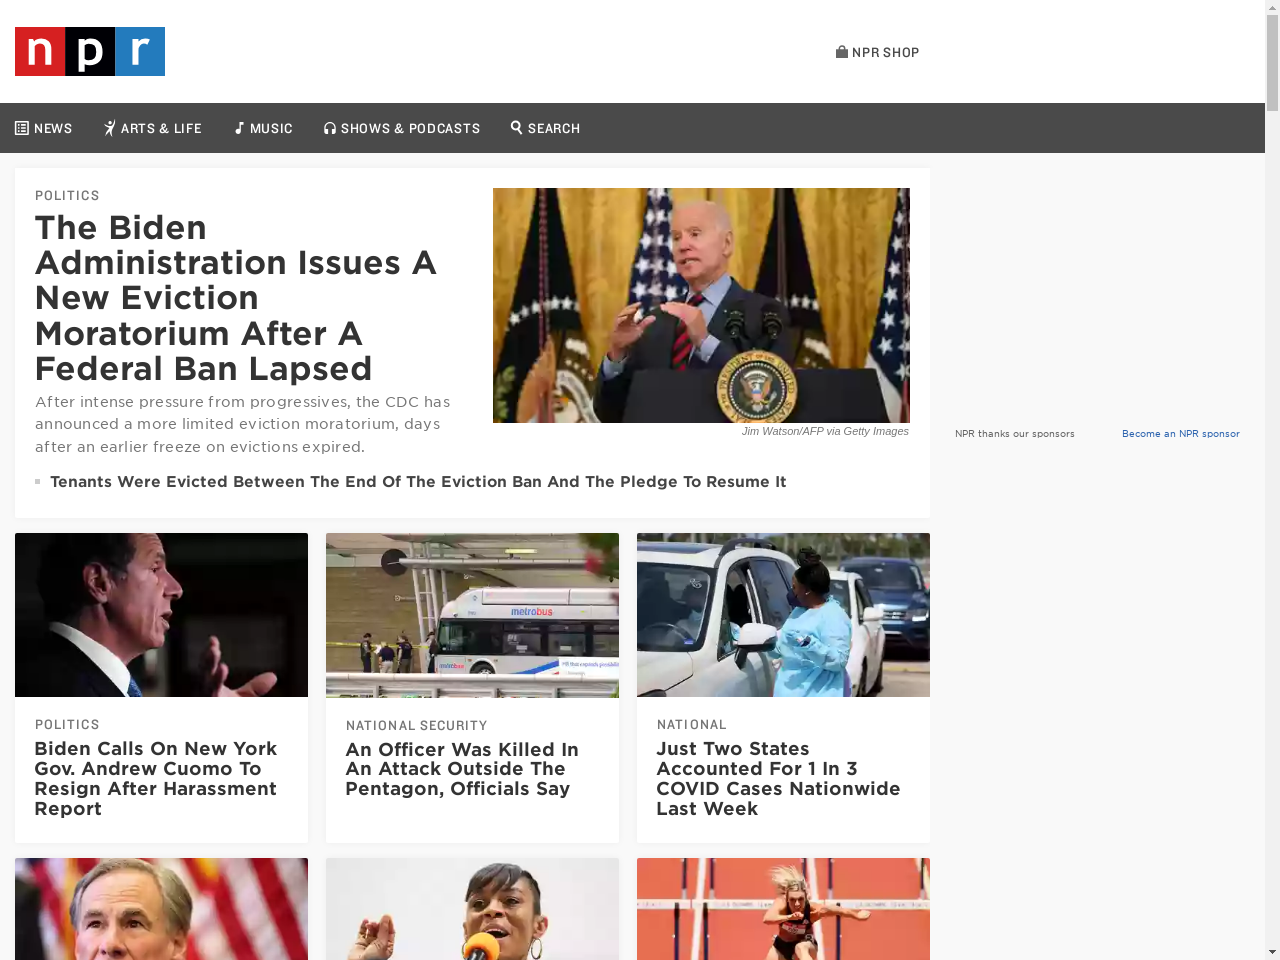 npr
NPR SHOP
NEWS
ARTS & LIFE
MUSIC
SHOWS & PODCASTS
SEARCH
POLITICS
The Biden
Administration Issues A
New Eviction
Moratorium After A
Federal Ban Lapsed
After intense pressure from progressives, the CDC has
announced a more limited eviction moratorium, days
after an earlier freeze on evictions expired.
Jim Watson/AFP via Getty Images
Tenants Were Evicted Between The End Of The Eviction Ban And The Pledge To Resume It
NPR thanks our sponsors
Become an NPR sponsor
metrobus
metrobus
POLITICS
Biden Calls On New York
Gov. Andrew Cuomo To
Resign After Harassment
Report
NATIONAL SECURITY
An Officer Was Killed In
An Attack Outside The
Pentagon, Officials Say
NATIONAL
Just Two States
Accounted For 1 In 3
COVID Cases Nationwide
Last Week